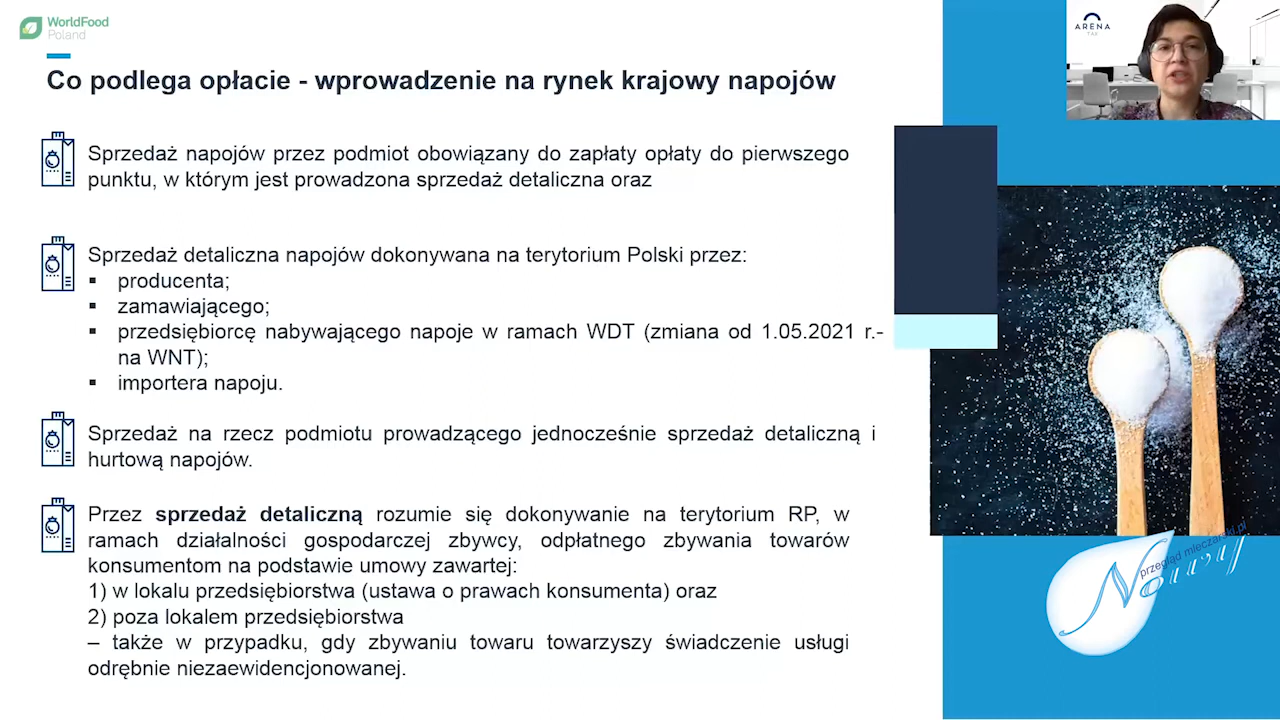 WorldFood
Poland
ARENA
TAX
Co podlega opłacie - wprowadzenie na rynek krajowy napojów
Sprzedaż napojów przez podmiot obowiązany do zapłaty opłaty do pierwszego
punktu, w którym jest prowadzona sprzedaż detaliczna oraz
Sprzedaż detaliczna napojów dokonywana na terytorium Polski przez:
▪ producenta;
▪ zamawiającego;
▪ przedsiębiorcę nabywającego napoje w ramach WDT (zmiana od 1.05.2021 r.-
na WNT);
▪ importera napoju.
Sprzedaż na rzecz podmiotu prowadzącego jednocześnie sprzedaż detaliczną i
hurtową napojów.
Przez sprzedaż detaliczną rozumie się dokonywanie na terytorium RP, w
ramach działalności gospodarczej zbywcy, odpłatnego zbywania towarów
konsumentom na podstawie umowy zawartej:
1) w lokalu przedsiębiorstwa (ustawa o prawach konsumenta) oraz
2) poza lokalem przedsiębiorstwa
– także w przypadku, gdy zbywaniu towaru towarzyszy świadczenie usługi
odrębnie niezaewidencjonowanej.
przegląd mleczarski.pl